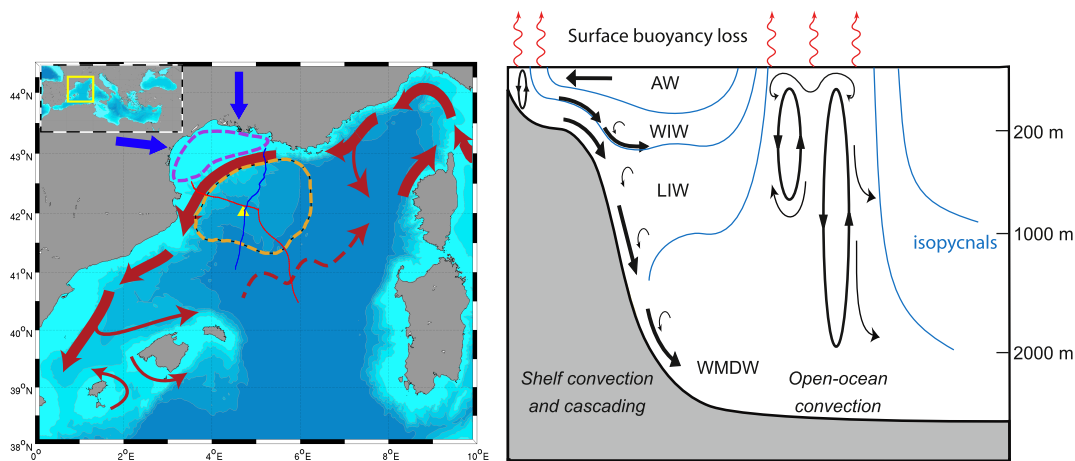 44°N
43°N
42°N
41°N
40°N
39°N
38°N
0°
2°E
4°E
6°E
8°E
10°E
Surface buoyancy loss
AW
WIW
LIW
WMDW
isopycnals
200 m
1000 m
2000 m
Shelf convection
and cascading
Open-ocean
convection